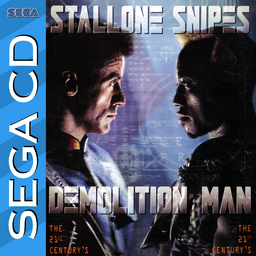 SEGA
SEGA CD
STALLONE SNIPES
DEMOLITION MAN
THE
21ST
CENTURY'S
THE
21ST
CENTURY'S